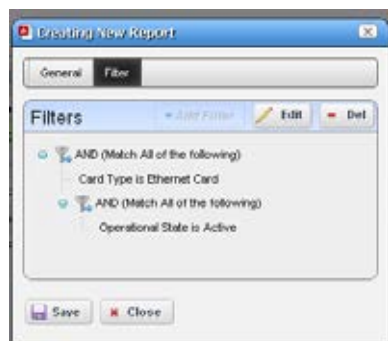 Creating New Report
General Filter
Filters + Add Filter Edit - Del
AND (Match All of the following)
Card Type is Ethernet Card
AND (Match All of the following)
Operational State is Active
Save × Close